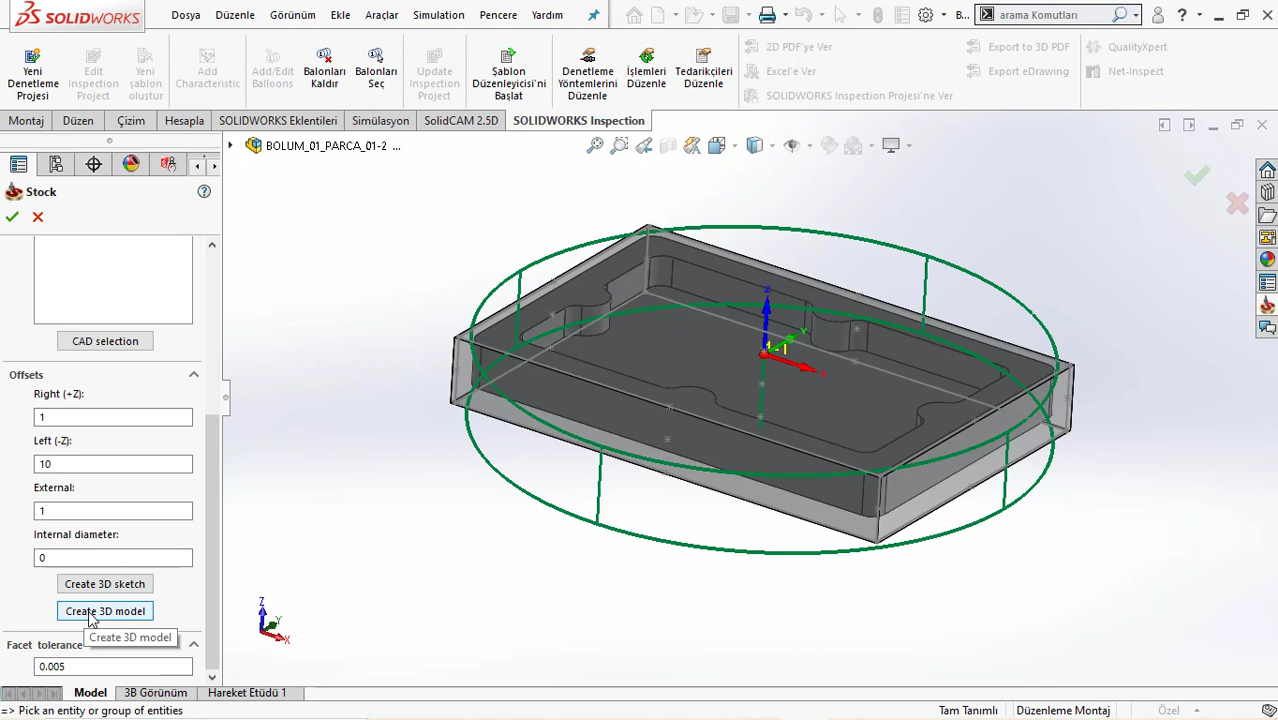 SOLIDWORKS
Dosya Düzenle Görünüm Ekle Araçlar Simulation Pencere Yardım
B... arama Komutları
Yeni Denetleme Projesi
Edit Inspection Project
Yeni şablon oluştur
Add Characteristic
Add/Edit Balloons
Balonları Kaldır
Balonları Seç
Update Inspection Project
Şablon Düzenleyicisi'ni Başlat
Denetleme Yöntemlerini Düzenle
İşlemleri Düzenle
Tedarikçileri Düzenle
2D PDF'ye Ver
Excel'e Ver
SOLIDWORKS Inspection Projesi'ne Ver
Export to 3D PDF
Export eDrawing
QualityXpert
Net-Inspect
Montaj Düzen Çizim Hesapla SOLIDWORKS Eklentileri Simülasyon SolidCAM 2.5D SOLIDWORKS Inspection
BOLUM_01_PARCA_01-2 ...
Stock
CAD selection
Offsets
Right (+Z):
1
Left (-Z):
10
External:
1
Internal diameter:
0
Create 3D sketch
Create 3D model
Create 3D model
Facet tolerance
0.005
Z
Y
X
Z
Y
X
Model 3B Görünüm Hareket Etüdü 1
=> Pick an entity or group of entities
Tam Tanımlı Düzenleme Montaj Özel